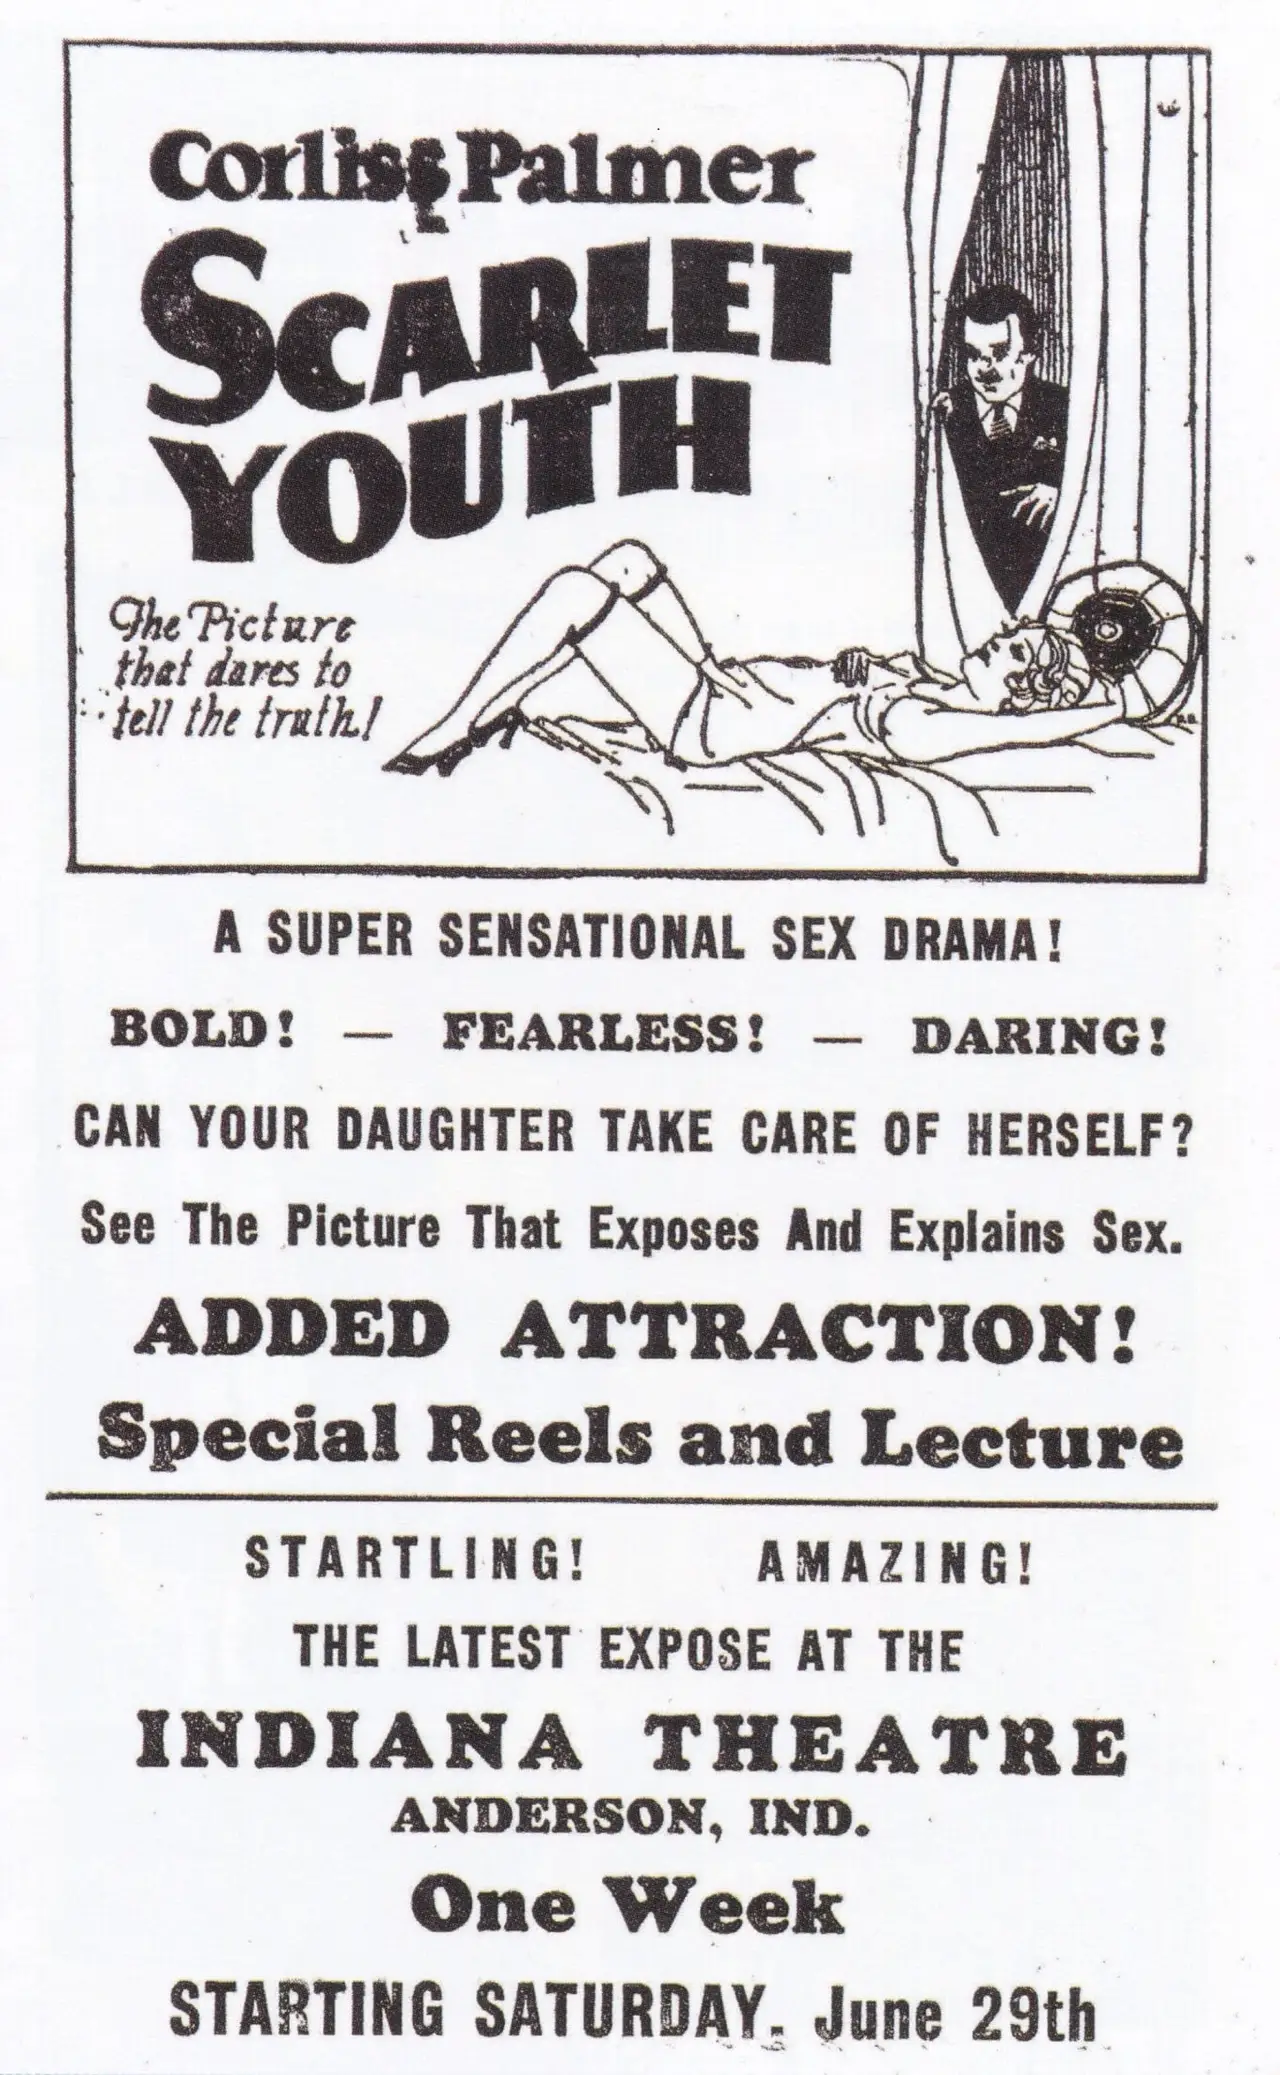 Corliss Palmer
SCARLET
YOUTH
The Picture
that dares to
tell the truth!
A SUPER SENSATIONAL SEX DRAMA!
BOLD! — FEARLESS! — DARING!
CAN YOUR DAUGHTER TAKE CARE OF HERSELF?
See The Picture That Exposes And Explains Sex.
ADDED ATTRACTION!
Special Reels and Lecture
STARTLING! AMAZING!
THE LATEST EXPOSE AT THE
INDIANA THEATRE
ANDERSON, IND.
One Week
STARTING SATURDAY. June 29th